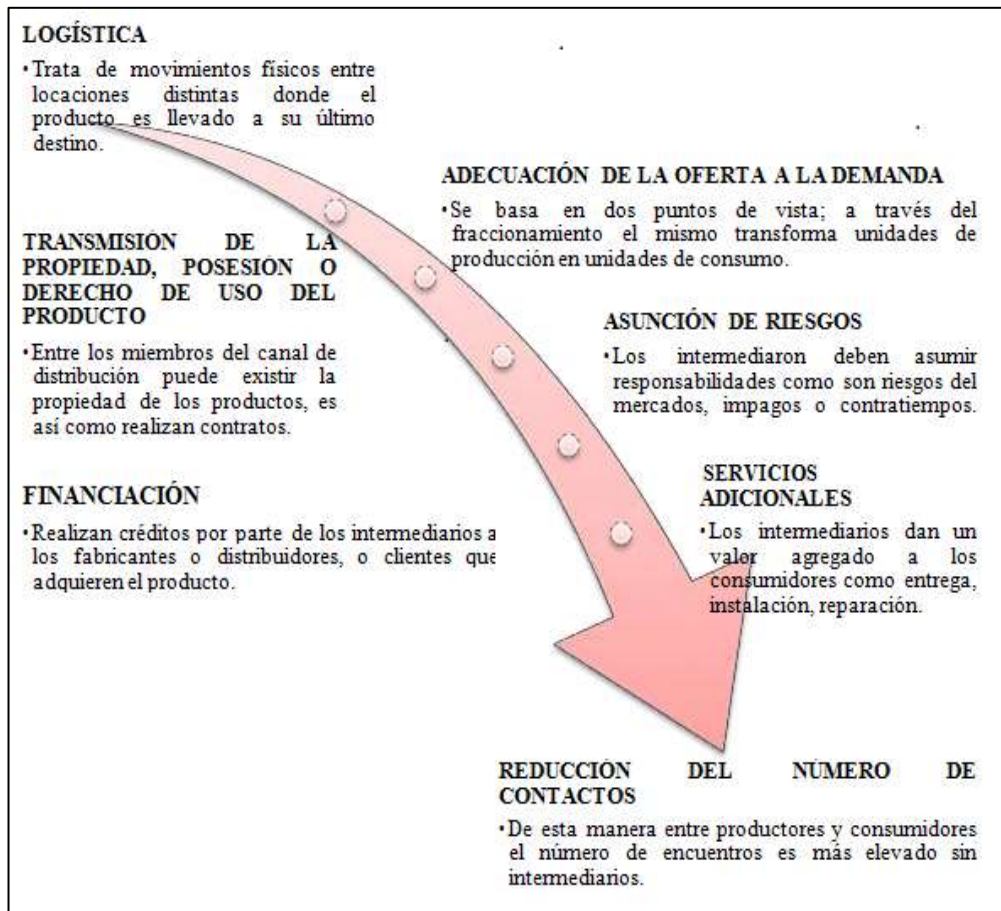 LOGÍSTICA
•Trata de movimientos físicos entre
locaciones distintas donde el
producto es llevado a su último
destino.
ADECUACIÓN DE LA OFERTA A LA DEMANDA
•Se basa en dos puntos de vista; a través del
fraccionamiento el mismo transforma unidades de
producción en unidades de consumo.
TRANSMISIÓN DE LA
PROPIEDAD, POSESIÓN O
DERECHO DE USO DEL
PRODUCTO
•Entre los miembros del canal de
distribución puede existir la
propiedad de los productos, es
así como realizan contratos.
ASUNCIÓN DE RIESGOS
•Los intermediaron deben asumir
responsabilidades como son riesgos del
mercados, impagos o contratiempos.
FINANCIACIÓN
•Realizan créditos por parte de los intermediarios a
los fabricantes o distribuidores, o clientes que
adquieren el producto.
SERVICIOS
ADICIONALES
•Los intermediarios dan un
valor agregado a los
consumidores como entrega,
instalación, reparación.
REDUCCIÓN DEL NÚMERO DE
CONTACTOS
•De esta manera entre productores y consumidores
el número de encuentros es más elevado sin
intermediarios.